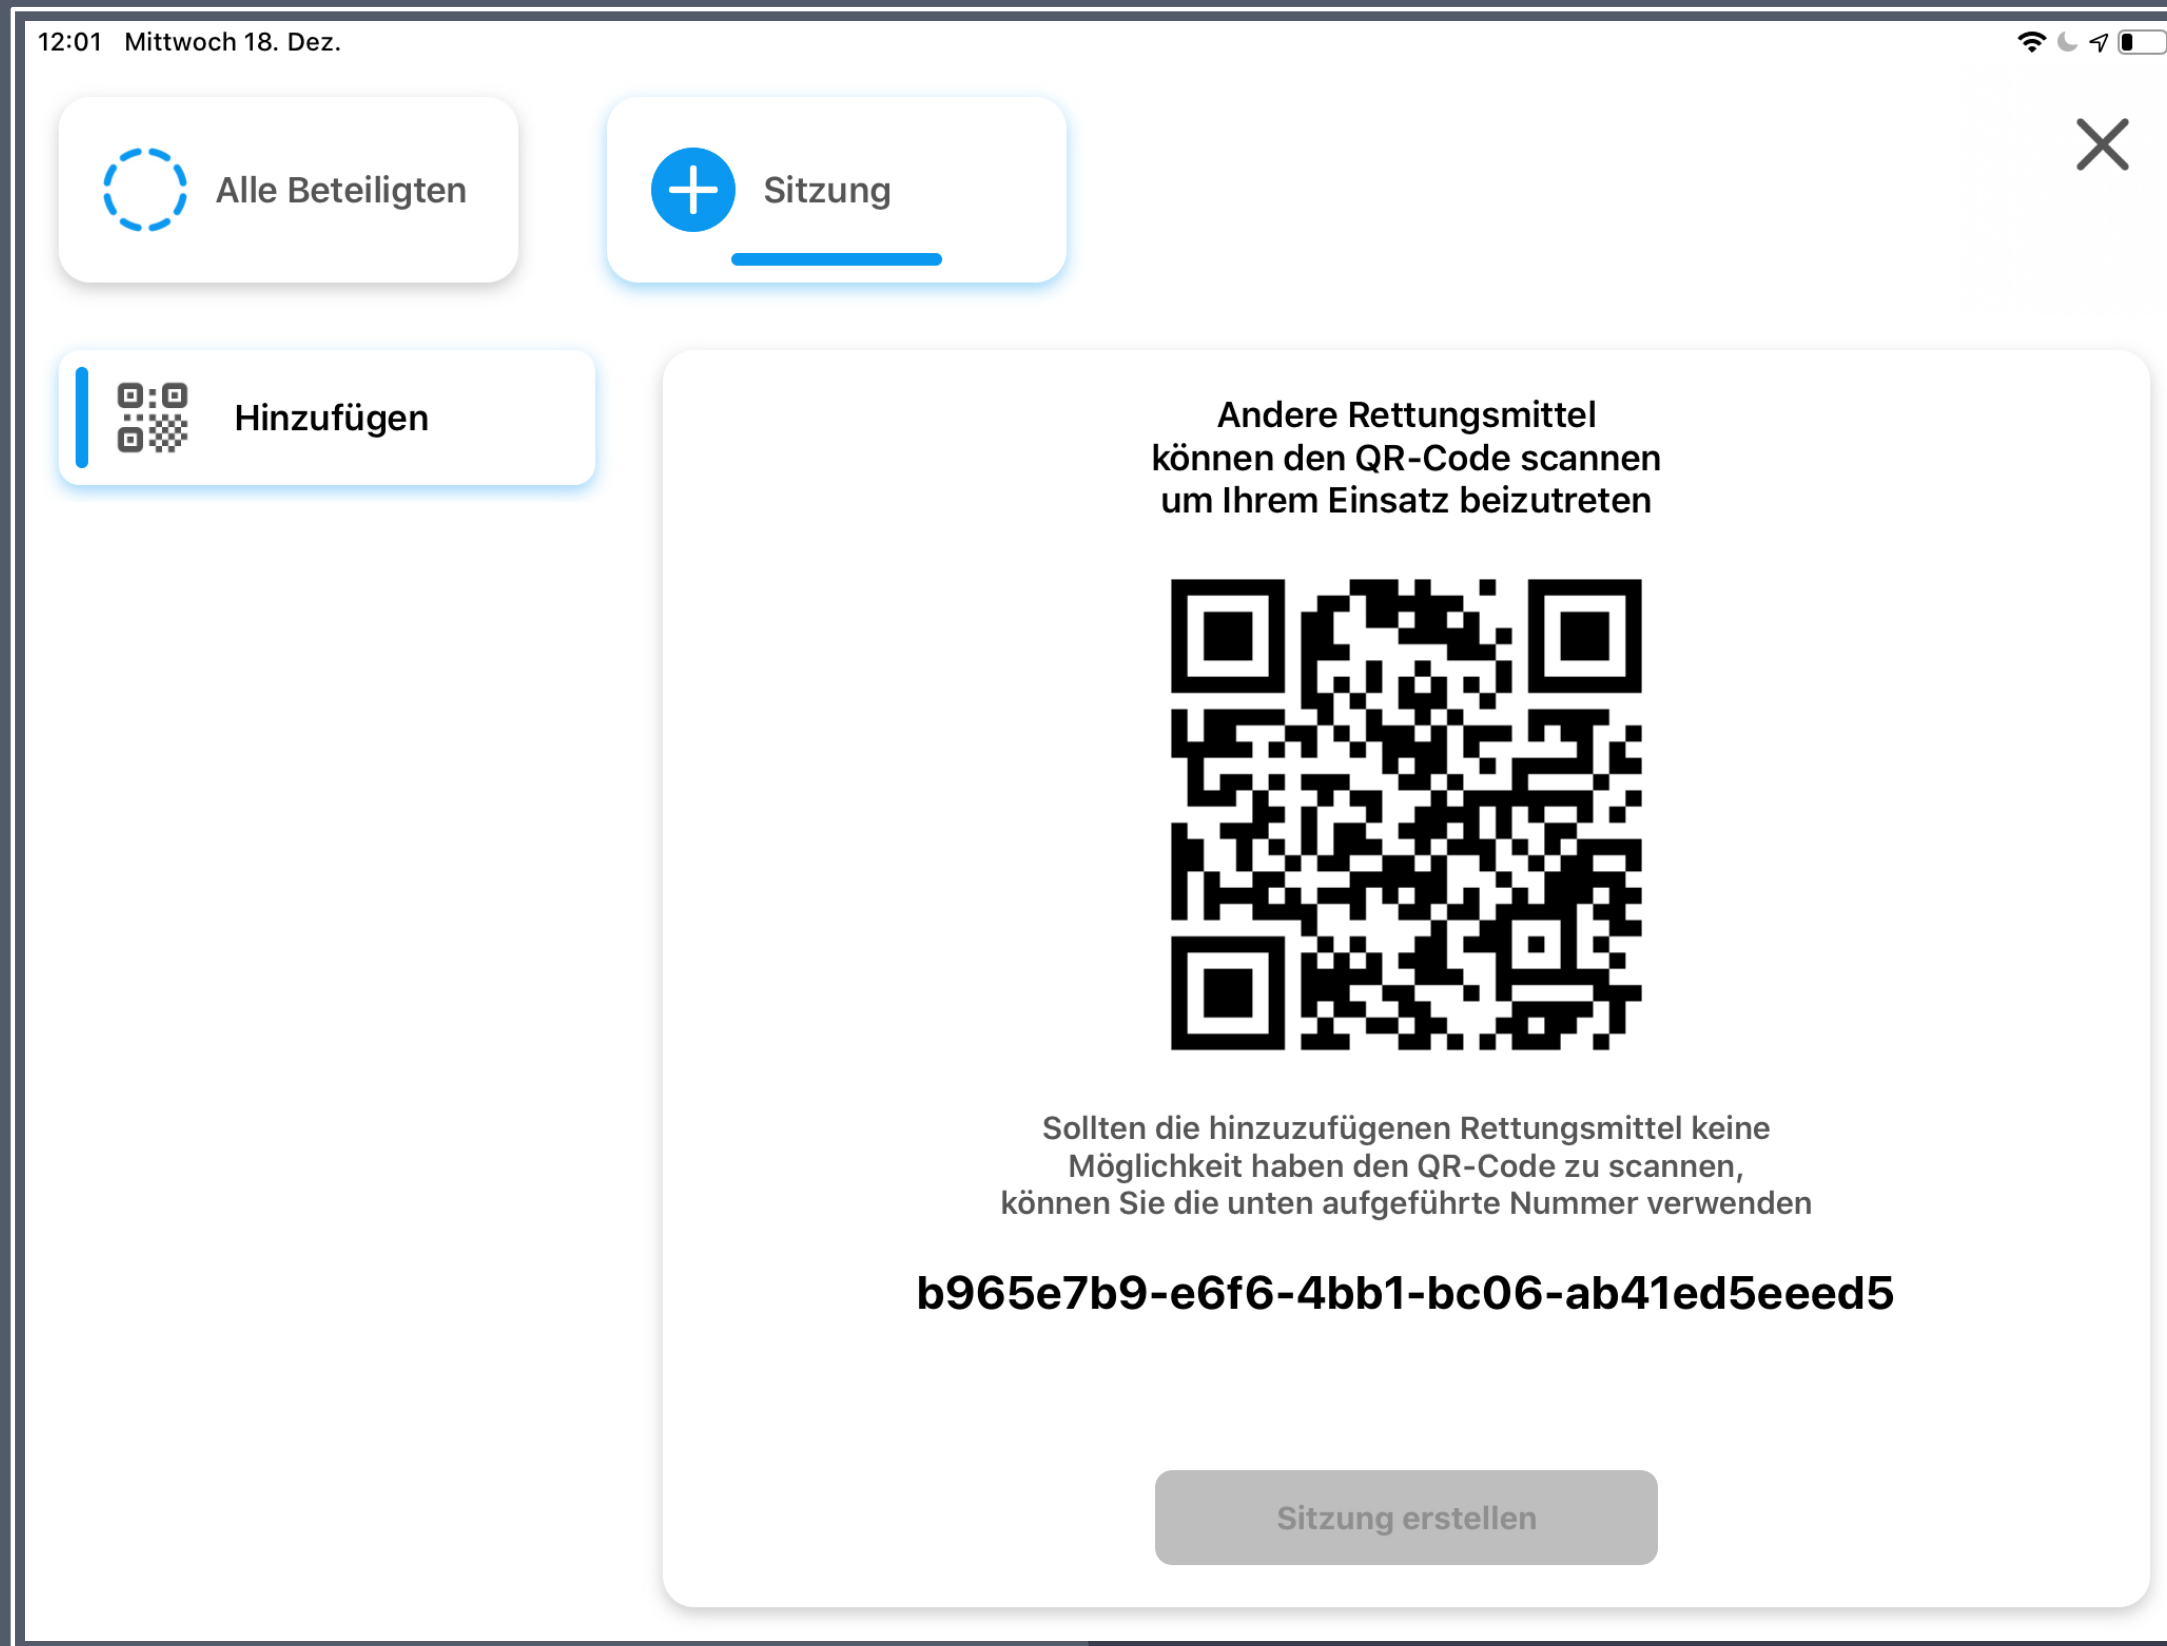 12:01 Mittwoch 18. Dez.
Alle Beteiligten
Sitzung
Hinzufügen
Andere Rettungsmittel
können den QR-Code scannen
um Ihrem Einsatz beizutreten
Sollten die hinzuzufügenen Rettungsmittel keine
Möglichkeit haben den QR-Code zu scannen,
können Sie die unten aufgeführte Nummer verwenden
b965e7b9-e6f6-4bb1-bc06-ab41ed5eeed5
Sitzung erstellen